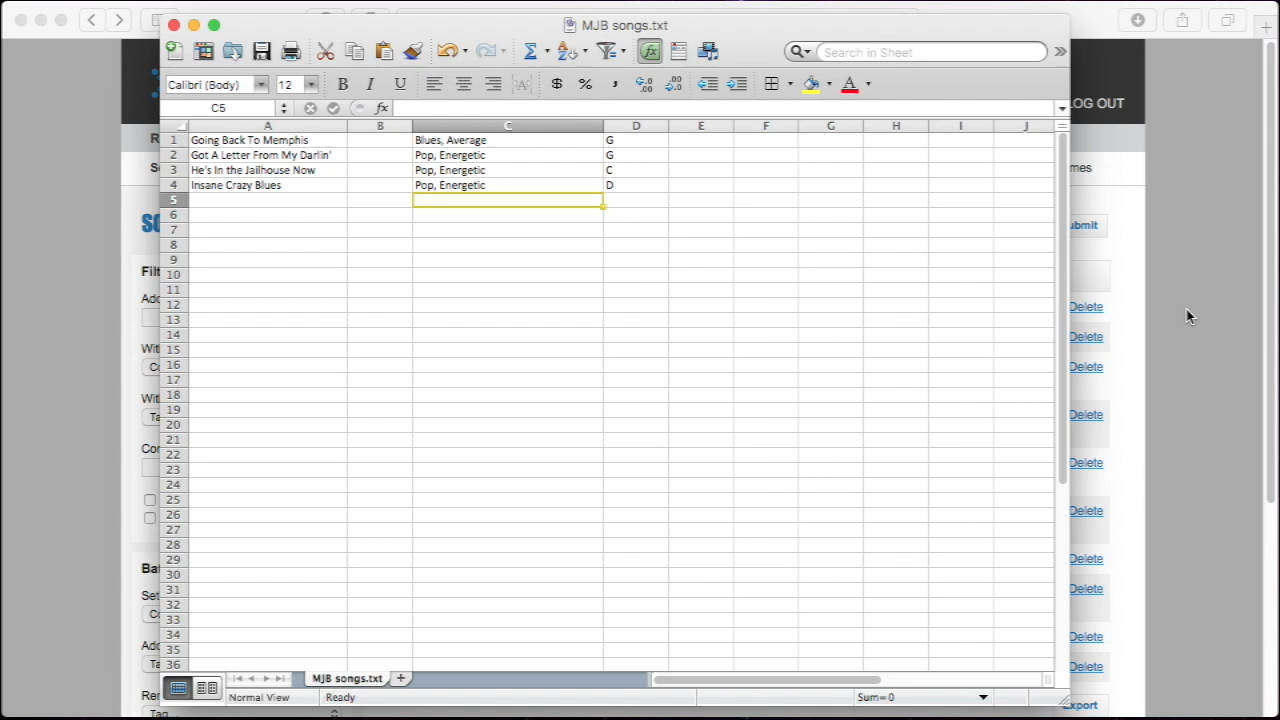 MJB songs.txt
Search in Sheet
Calibri (Body) 12 B I U A $ % , A
C5 fx
A B C D E F G H I J
1 Going Back To Memphis Blues, Average G
2 Got A Letter From My Darlin' Pop, Energetic G
3 He's In the Jailhouse Now Pop, Energetic C
4 Insane Crazy Blues Pop, Energetic D
5
6
7
8
9
10
11
12
13
14
15
16
17
18
19
20
21
22
23
24
25
26
27
28
29
30
31
32
33
34
35
36
MJB songs.txt
Normal View Ready Sum=0
LOG OUT
Delete
Delete
Delete
Delete
Delete
Delete
Delete
Delete
Delete
Delete